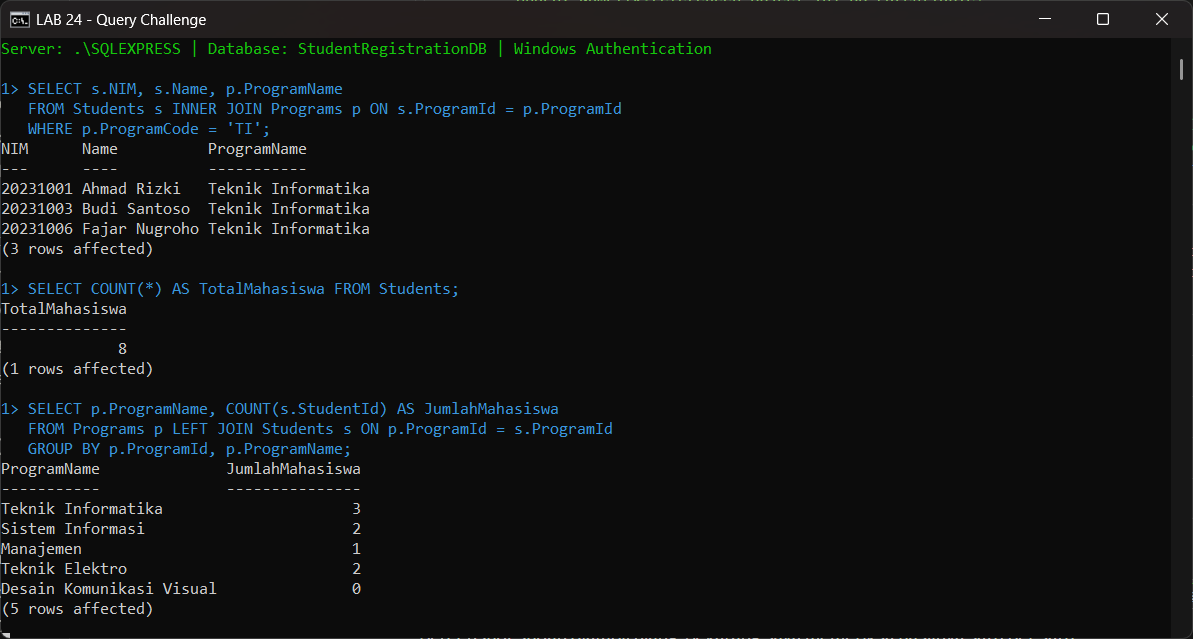 LAB 24 - Query Challenge
Server: .\SQLEXPRESS | Database: StudentRegistrationDB | Windows Authentication
1> SELECT s.NIM, s.Name, p.ProgramName
FROM Students s INNER JOIN Programs p ON s.ProgramId = p.ProgramId
WHERE p.ProgramCode = 'TI';
NIM Name ProgramName
--- ---- -----------
20231001 Ahmad Rizki Teknik Informatika
20231003 Budi Santoso Teknik Informatika
20231006 Fajar Nugroho Teknik Informatika
(3 rows affected)
1> SELECT COUNT(*) AS TotalMahasiswa FROM Students;
TotalMahasiswa
--------------
8
(1 rows affected)
1> SELECT p.ProgramName, COUNT(s.StudentId) AS JumlahMahasiswa
FROM Programs p LEFT JOIN Students s ON p.ProgramId = s.ProgramId
GROUP BY p.ProgramId, p.ProgramName;
ProgramName JumlahMahasiswa
----------- ---------------
Teknik Informatika 3
Sistem Informasi 2
Manajemen 1
Teknik Elektro 2
Desain Komunikasi Visual 0
(5 rows affected)